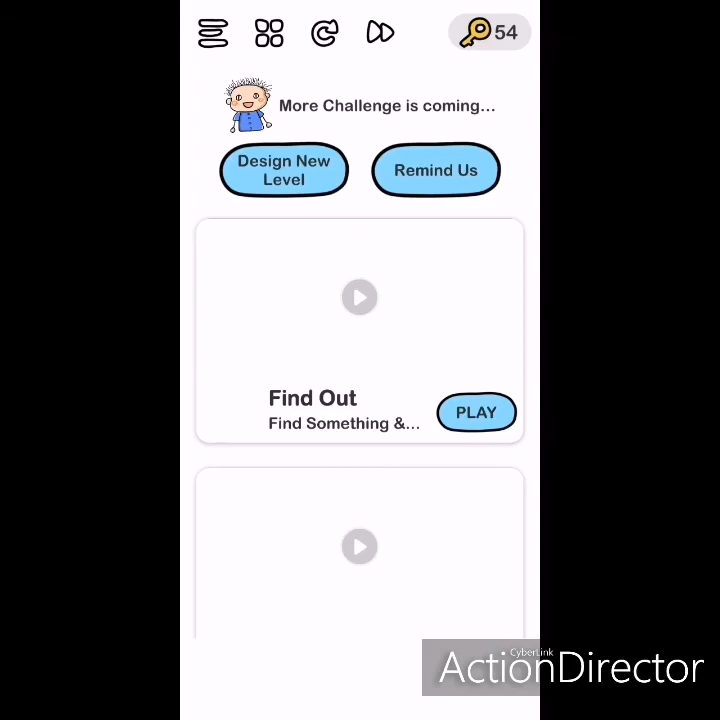 54
More Challenge is coming...
Design New
Level
Remind Us
Find Out
Find Something &...
PLAY
CyberLink
ActionDirector